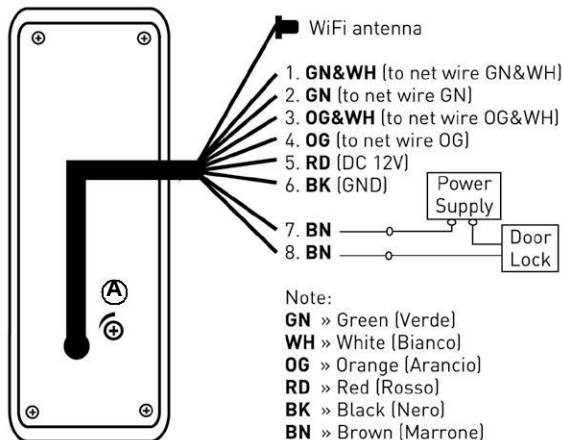 WiFi antenna
1. GN&WH (to net wire GN&WH)
2. GN (to net wire GN)
3. OG&WH (to net wire OG&WH)
4. OG (to net wire OG)
5. RD (DC 12V)
6. BK (GND)
Power
Supply
7. BN
8. BN
Door
Lock
A
Note:
GN » Green (Verde)
WH » White (Bianco)
OG » Orange (Arancio)
RD » Red (Rosso)
BK » Black (Nero)
BN » Brown (Marrone)